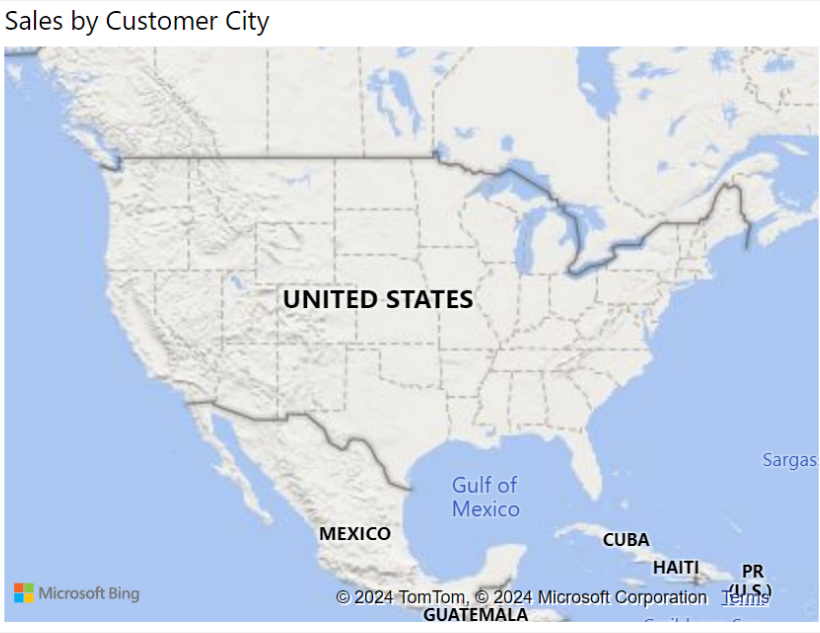 Sales by Customer City
UNITED STATES
Sargas
Gulf of
Mexico
MEXICO
CUBA
HAITI
PR
(U.S.)
Microsoft Bing
© 2024 TomTom, © 2024 Microsoft Corporation Terms
GUATEMALA